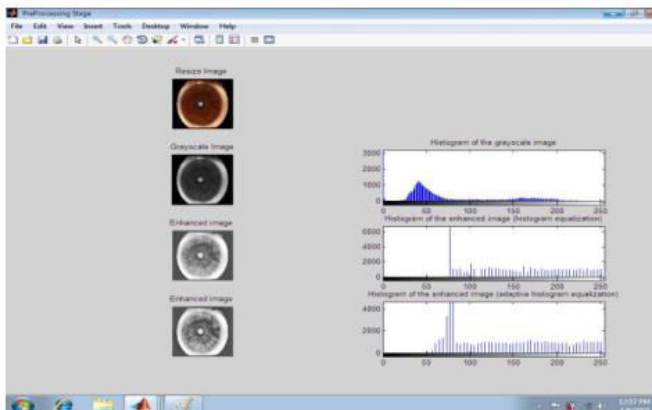 PreProcessing Stage
File Edit View Insert Tools Desktop Window Help
Resize Image
Grayscale Image
Enhanced image
Enhanced image
Histogram of the grayscale image
3000
2000
1000
0
0 50 100 150 200 250
Histogram of the enhanced image (histogram equalization)
6000
4000
2000
0
0 50 100 150 200 250
Histogram of the enhanced image (adaptive histogram equalization)
4000
2000
0
0 50 100 150 200 250
12:07 PM